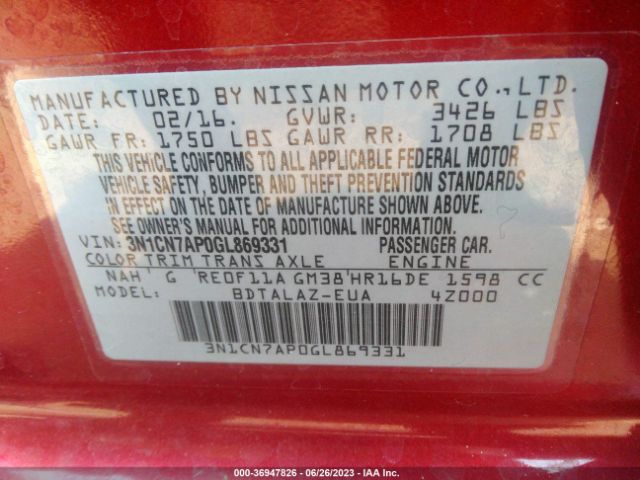 MANUFACTURED BY NISSAN MOTOR CO.,LTD.
DATE: 02/16. GVWR: 3426 LBS
GAWR FR: 1750 LBS GAWR RR: 1708 LBS
THIS VEHICLE CONFORMS TO ALL APPLICABLE FEDERAL MOTOR
VEHICLE SAFETY, BUMPER AND THEFT PREVENTION STANDARDS
IN EFFECT ON THE DATE OF MANUFACTURE SHOWN ABOVE.
SEE OWNER'S MANUAL FOR ADDITIONAL INFORMATION.
VIN: 3N1CN7AP0GL869331 PASSENGER CAR.
COLOR TRIM TRANS AXLE ENGINE
NAH G RE0F11A GM38 HR16DE 1598 CC
MODEL: BDTALAZ-EUA 4Z000
3N1CN7AP0GL869331
000-36947826 / 06/26/2023 / IAA Inc.